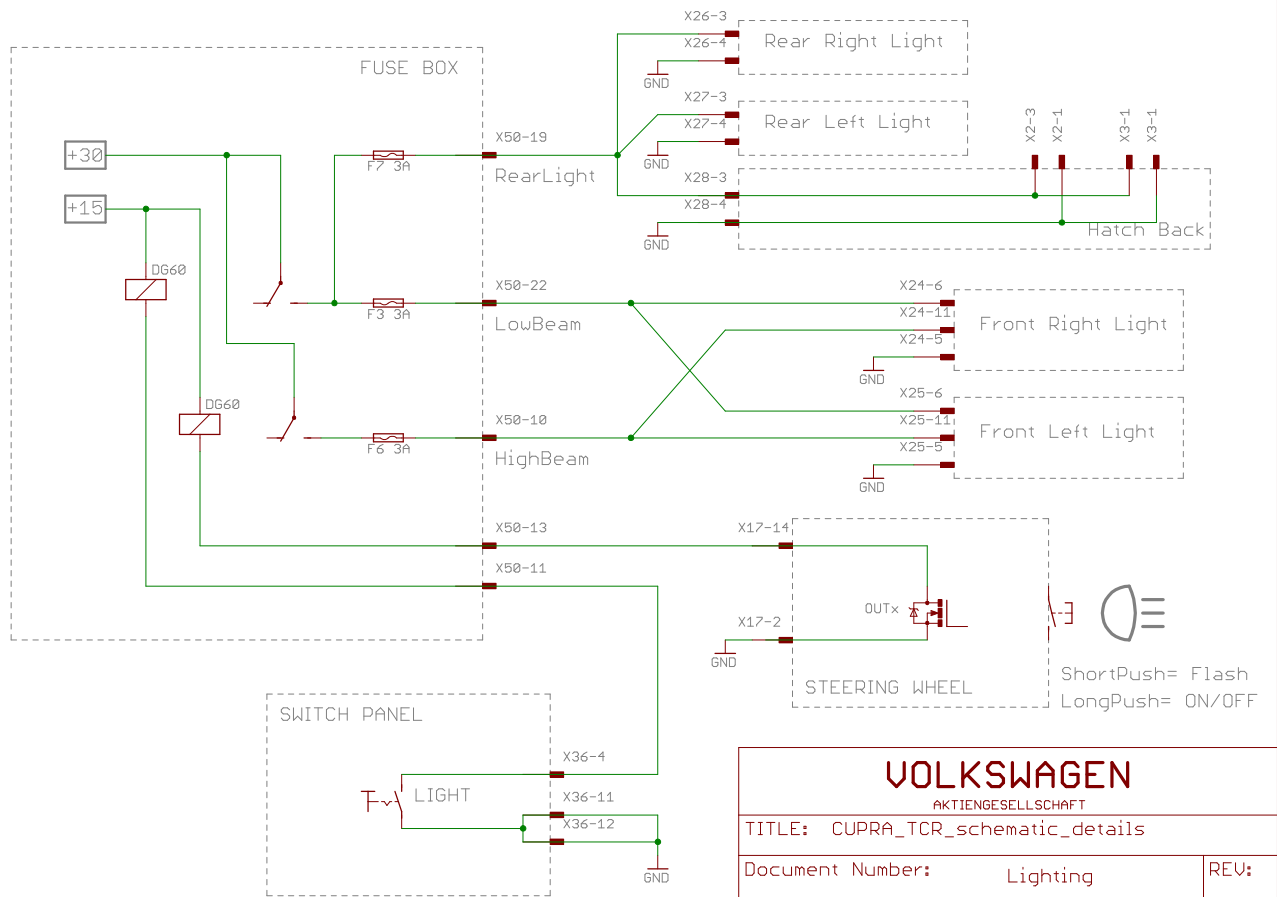 X26-3
X26-4
Rear Right Light
GND
FUSE BOX
X27-3
X27-4
Rear Left Light
GND
X2-3
X2-1
X3-1
X3-1
+30
F7 3A
X50-19
RearLight
X28-3
+15
X28-4
GND
Hatch Back
DG60
F3 3A
X50-22
LowBeam
X24-6
X24-11
Front Right Light
X24-5
GND
DG60
F6 3A
X50-10
HighBeam
X25-6
X25-11
Front Left Light
X25-5
GND
X50-13
X17-14
X50-11
OUTx
X17-2
GND
ShortPush= Flash
STEERING WHEEL
LongPush= ON/OFF
SWITCH PANEL
X36-4
LIGHT
X36-11
X36-12
GND
VOLKSWAGEN
AKTIENGESELLSCHAFT
TITLE: CUPRA_TCR_schematic_details
Document Number: Lighting
REV: